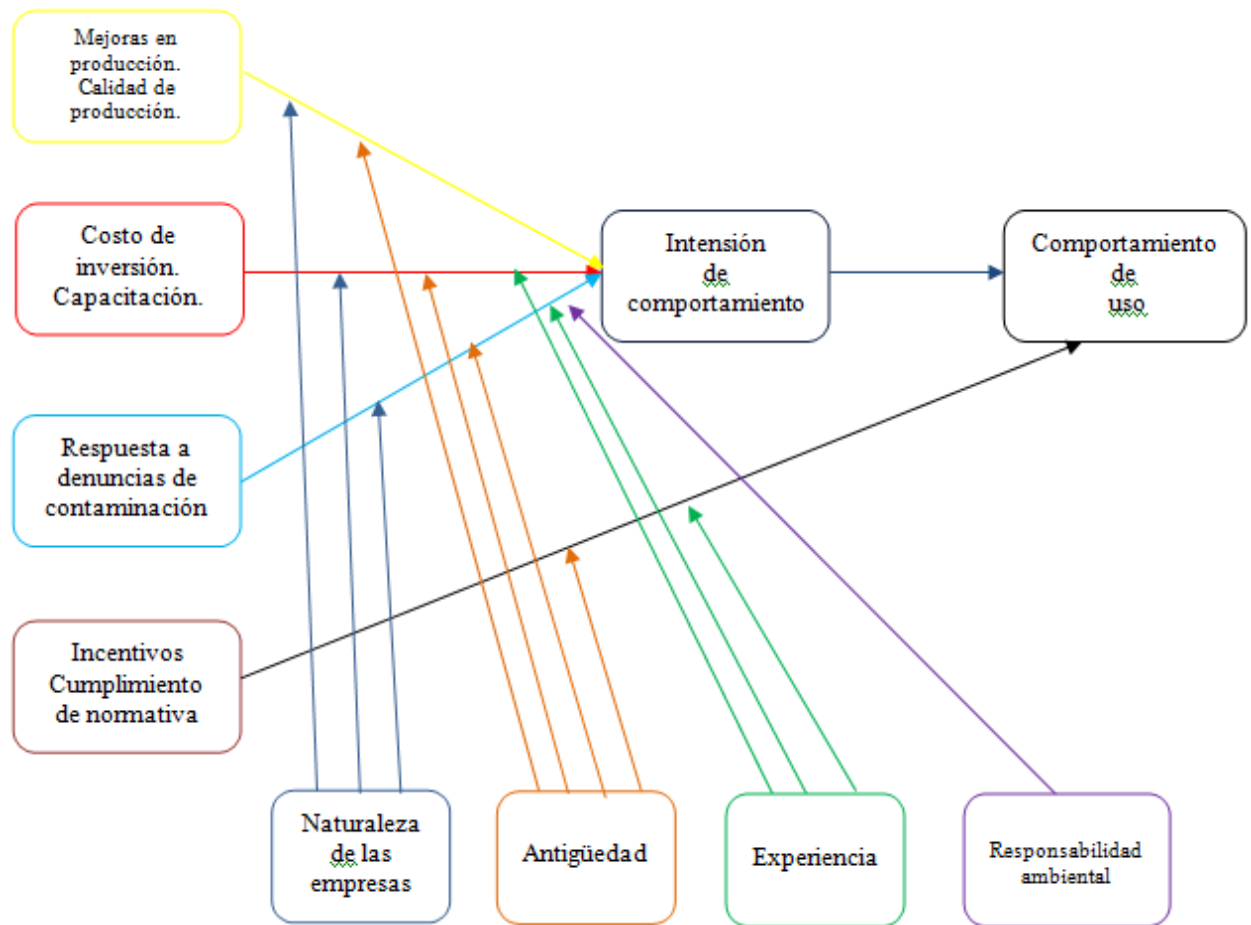 Mejoras en
producción.
Calidad de
producción.
Costo de
inversión.
Capacitación.
Intensión
de
comportamiento
Comportamiento
de
uso
Respuesta a
denuncias de
contaminación
Incentivos
Cumplimiento
de normativa
Naturaleza
de las
empresas
Antigüedad
Experiencia
Responsabilidad
ambiental